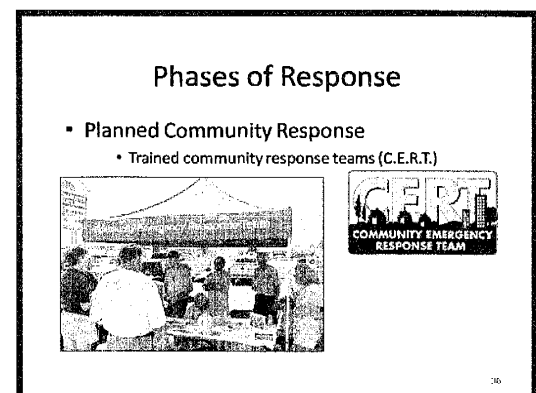 Phases of Response
▪ Planned Community Response
• Trained community response teams (C.E.R.T.)
CERT
COMMUNITY EMERGENCY
RESPONSE TEAM